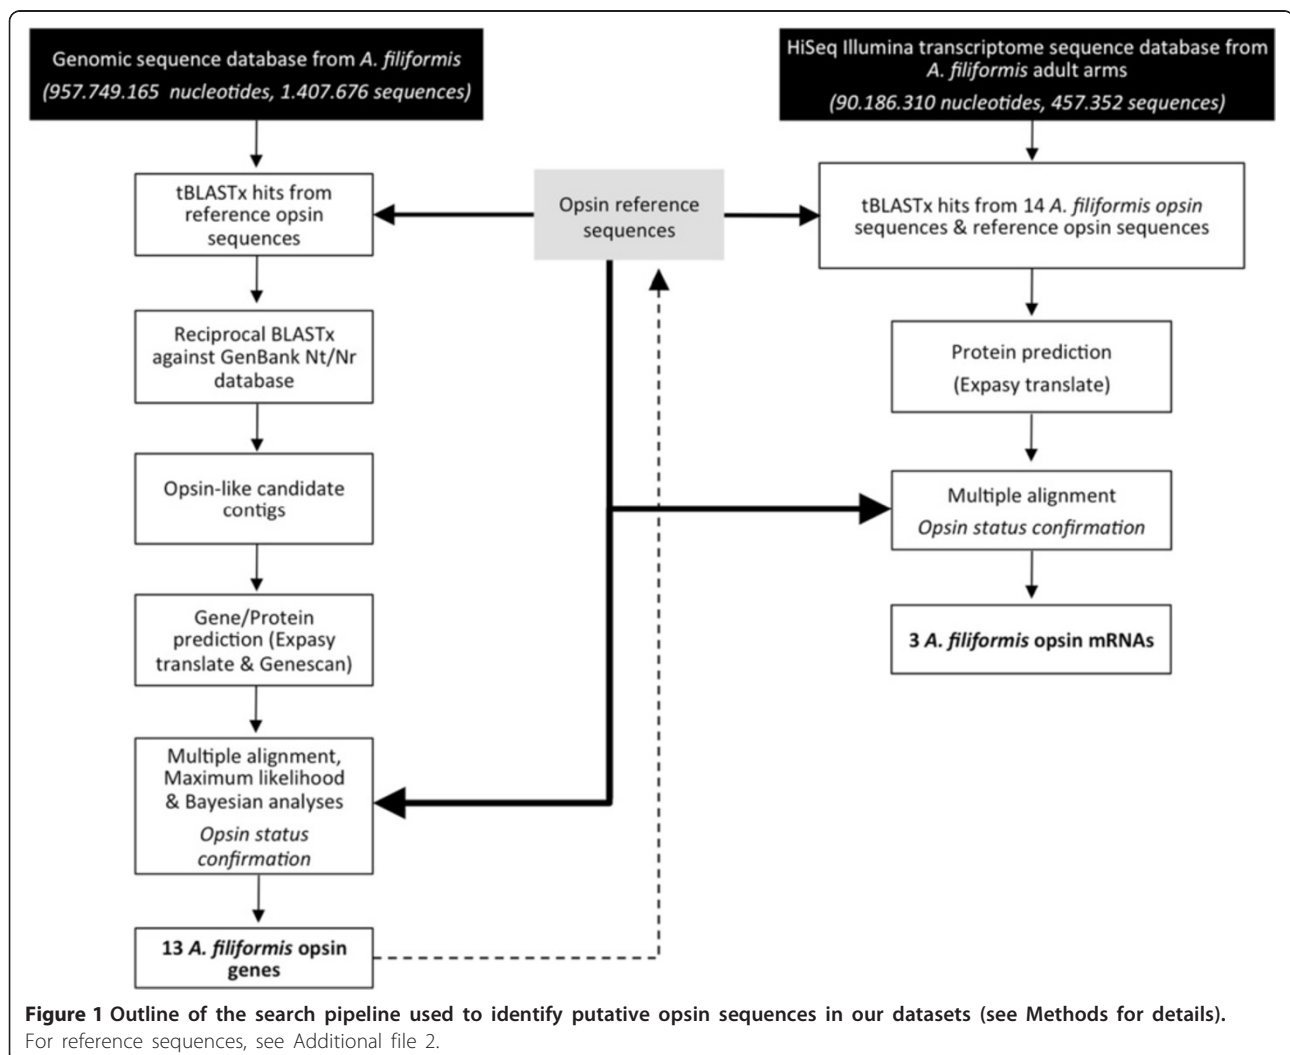 Genomic sequence database from A. filiformis
(957.749.165 nucleotides, 1.407.676 sequences)
tBLASTx hits from
reference opsin
sequences
Reciprocal BLASTx
against GenBank Nt/Nr
database
Opsin-like candidate
contigs
Gene/Protein
prediction (Expasy
translate & Genescan)
Multiple alignment,
Maximum likelihood
& Bayesian analyses
Opsin status
confirmation
13 A. filiformis opsin
genes
Opsin reference
sequences
HiSeq Illumina transcriptome sequence database from
A. filiformis adult arms
(90.186.310 nucleotides, 457.352 sequences)
tBLASTx hits from 14 A. filiformis opsin
sequences & reference opsin sequences
Protein prediction
(Expasy translate)
Multiple alignment
Opsin status confirmation
3 A. filiformis opsin mRNAs
Figure 1 Outline of the search pipeline used to identify putative opsin sequences in our datasets (see Methods for details).
For reference sequences, see Additional file 2.